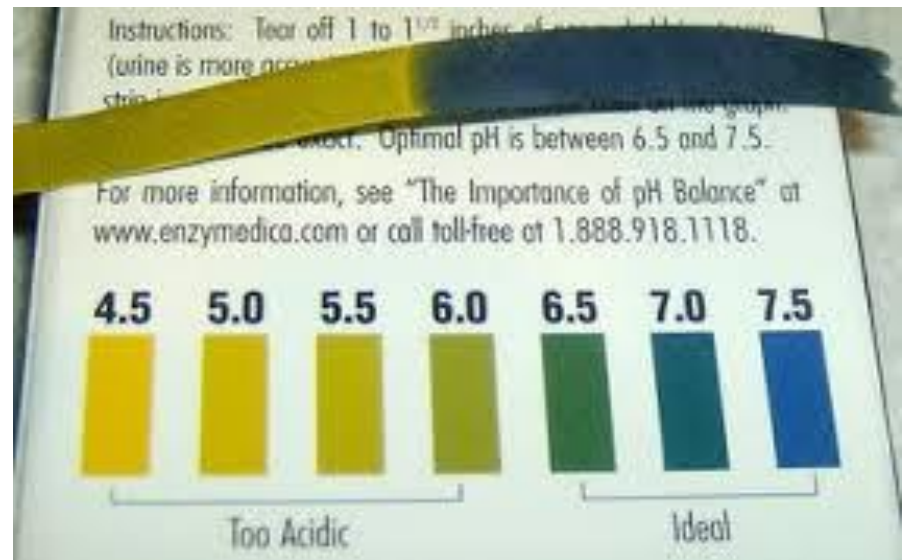 Instructions: Tear off 1 to 1 1/2 inches of
(urine is more
strip
exact. Optimal pH is between 6.5 and 7.5.
For more information, see "The Importance of pH Balance" at
www.enzymedica.com or call toll-free at 1.888.918.1118.
4.5 5.0 5.5 6.0 6.5 7.0 7.5
Too Acidic Ideal